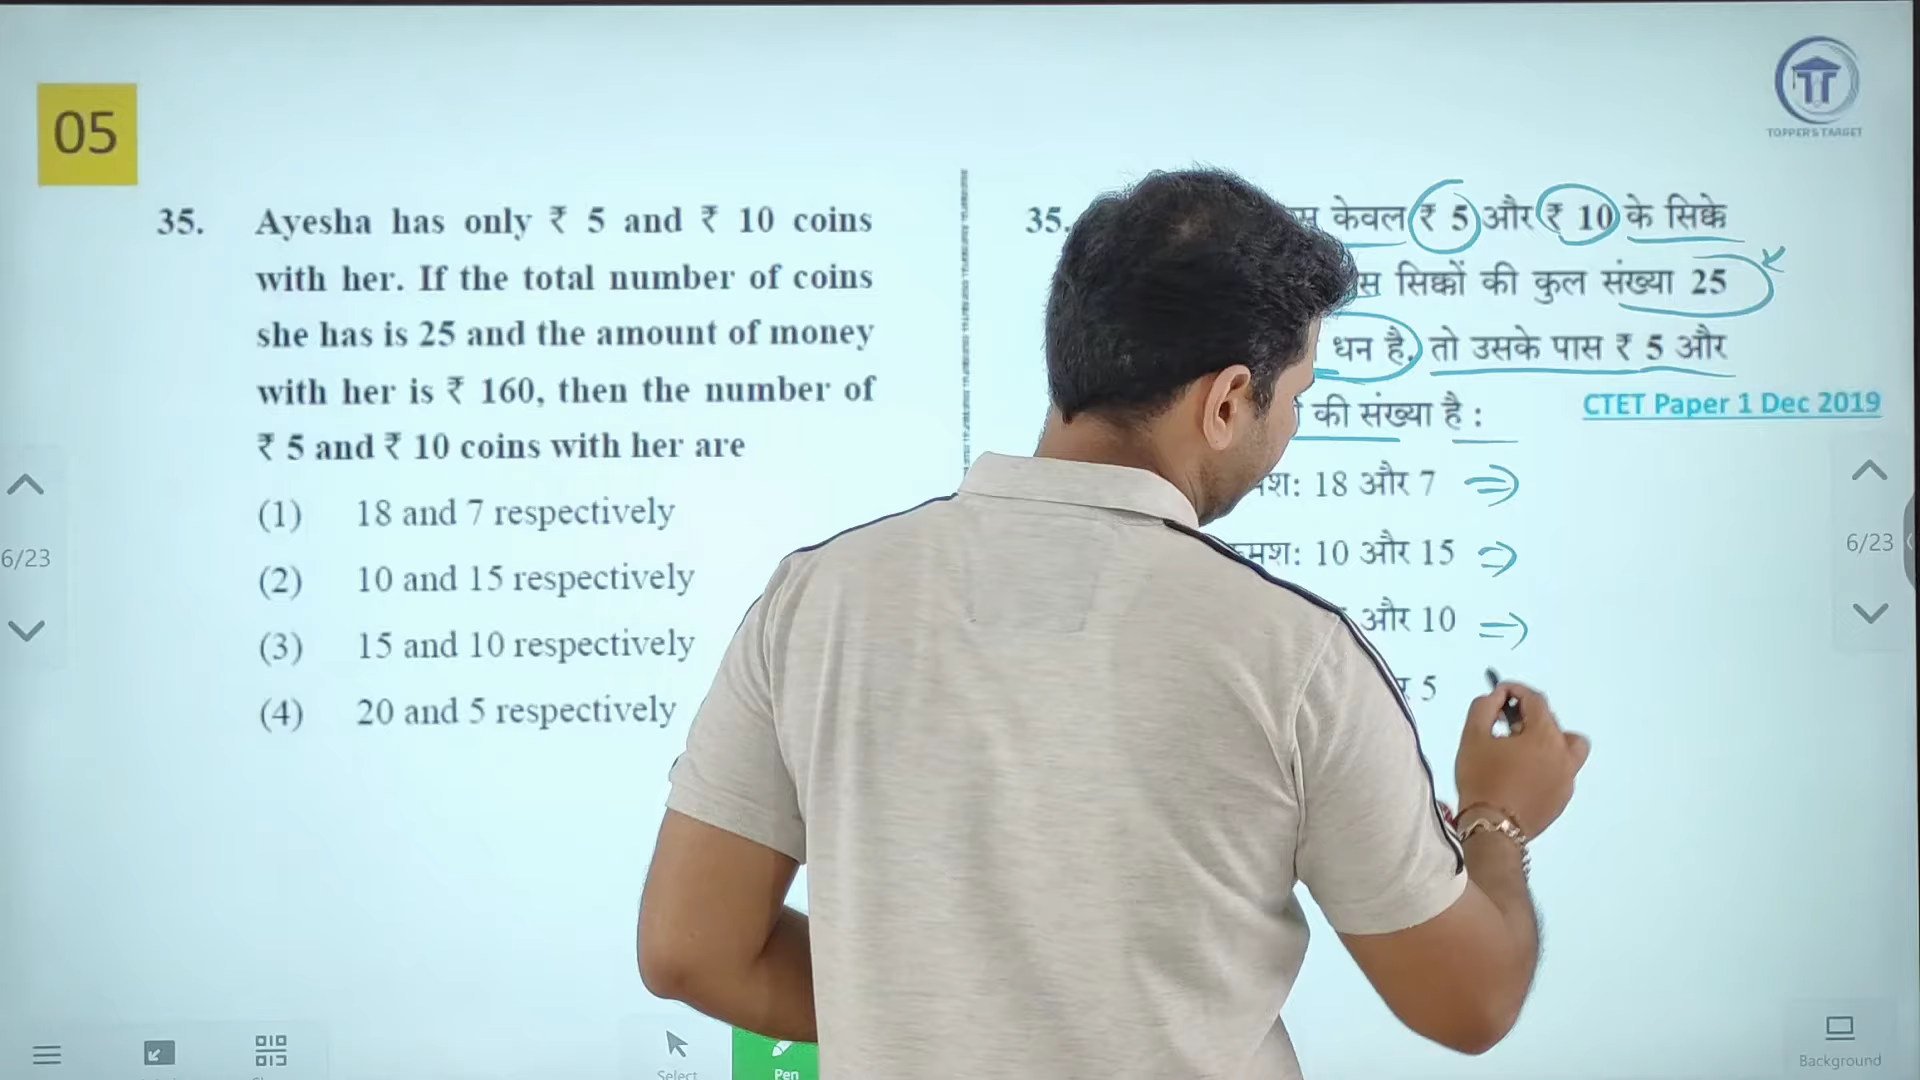 05
TOPPERS TARGET
35. Ayesha has only ₹ 5 and ₹ 10 coins
with her. If the total number of coins
she has is 25 and the amount of money
with her is ₹ 160, then the number of
₹ 5 and ₹ 10 coins with her are
(1) 18 and 7 respectively
(2) 10 and 15 respectively
(3) 15 and 10 respectively
(4) 20 and 5 respectively
35. केवल ₹ 5 और ₹ 10 के सिक्के
सिक्कों की कुल संख्या 25
धन है, तो उसके पास ₹ 5 और
की संख्या है :
CTET Paper 1 Dec 2019
18 और 7
10 और 15
और 10
5
6/23
6/23
Select
Pen
Background